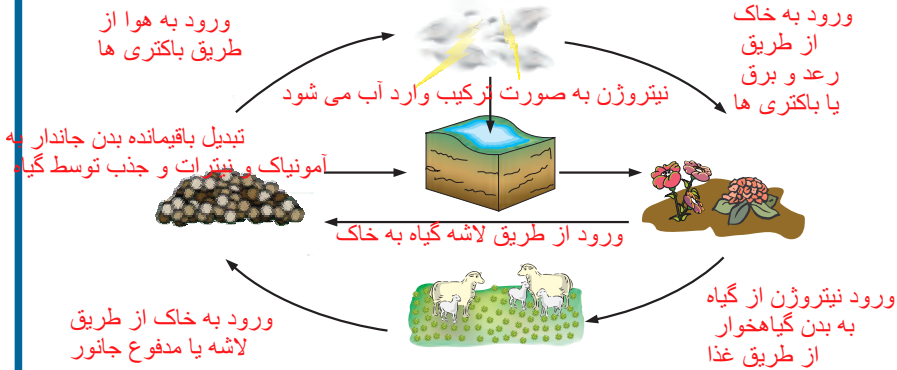 ورود به خاک
از طریق
رعد و برق
یا باکتری ها
ورود به هوا از
طریق باکتری ها
نیتروژن به صورت ترکیب وارد آب می شود
تبدیل باقیمانده بدن جاندار به
آمونیاک و نیترات و جذب توسط گیاه
ورود از طریق لاشه گیاه به خاک
ورود نیتروژن از گیاه
به بدن گیاهخوار
از طریق غذا
ورود به خاک از طریق
لاشه یا مدفوع جانور